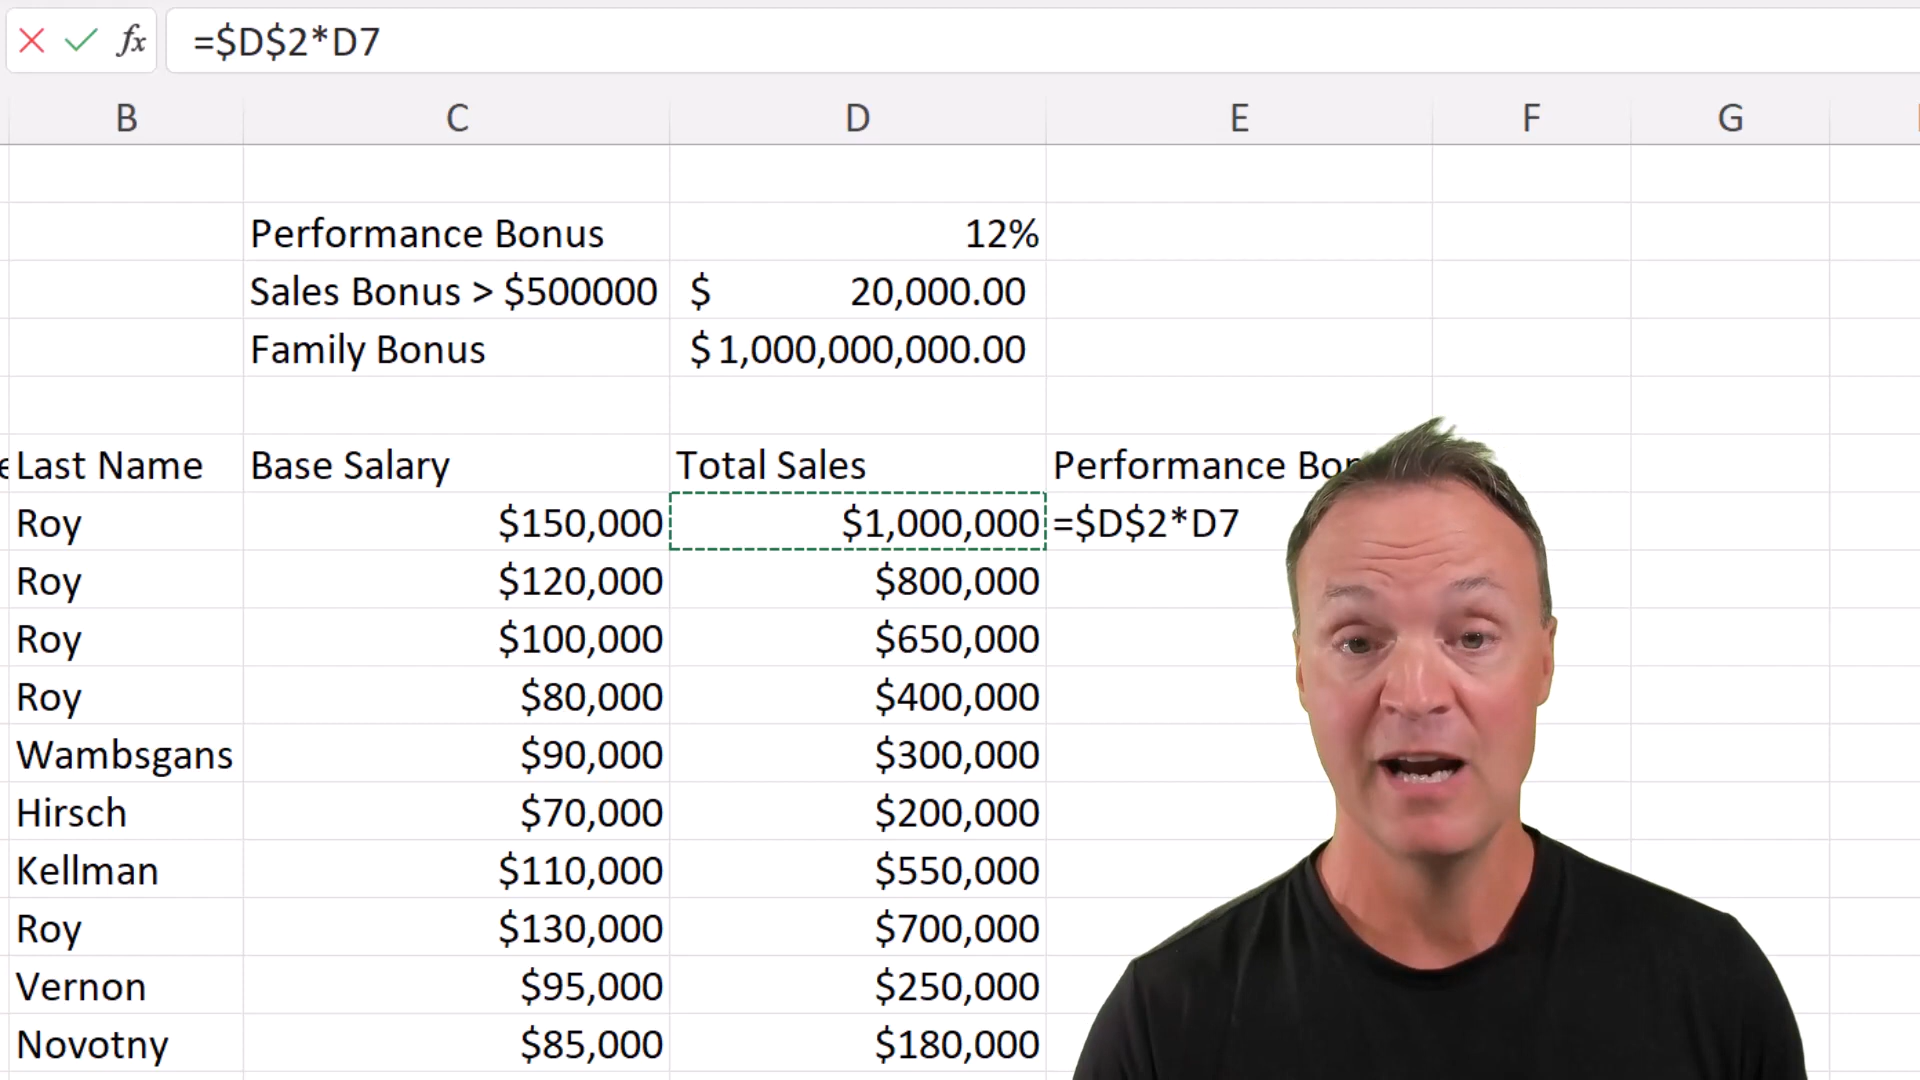 fx =$D$2*D7
B C D E F G
Performance Bonus 12%
Sales Bonus > $500000 $ 20,000.00
Family Bonus $ 1,000,000,000.00
Last Name Base Salary Total Sales Performance
Roy $150,000 $1,000,000 =$D$2*D7
Roy $120,000 $800,000
Roy $100,000 $650,000
Roy $80,000 $400,000
Wambsgans $90,000 $300,000
Hirsch $70,000 $200,000
Kellman $110,000 $550,000
Roy $130,000 $700,000
Vernon $95,000 $250,000
Novotny $85,000 $180,000